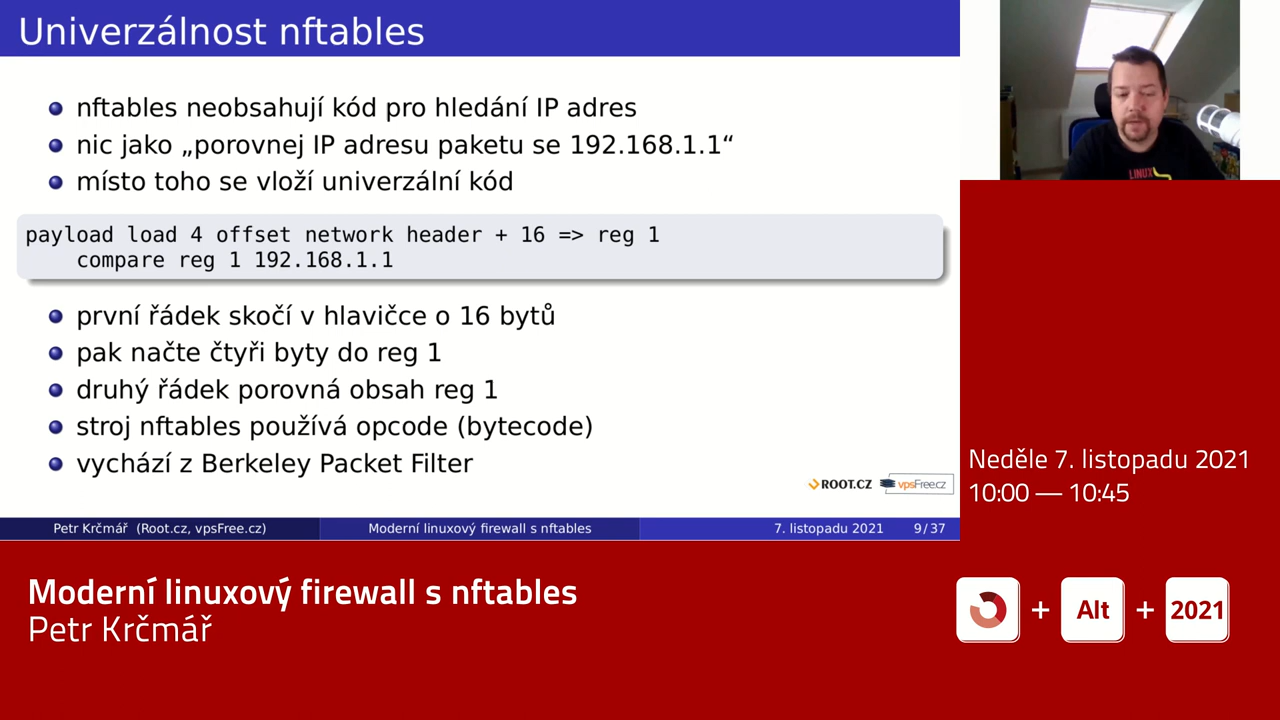 Univerzálnost nftables
nftables neobsahují kód pro hledání IP adres
nic jako „porovnej IP adresu paketu se 192.168.1.1“
místo toho se vloží univerzální kód
payload load 4 offset network header + 16 => reg 1
compare reg 1 192.168.1.1
první řádek skočí v hlavičce o 16 bytů
pak načte čtyři byty do reg 1
druhý řádek porovná obsah reg 1
stroj nftables používá opcode (bytecode)
vychází z Berkeley Packet Filter
ROOT.CZ vpsFree.cz
Petr Krčmář (Root.cz, vpsFree.cz) Moderní linuxový firewall s nftables 7. listopadu 2021 9/37
LINUX
Neděle 7. listopadu 2021
10:00 — 10:45
Moderní linuxový firewall s nftables
Petr Krčmář
+ Alt + 2021